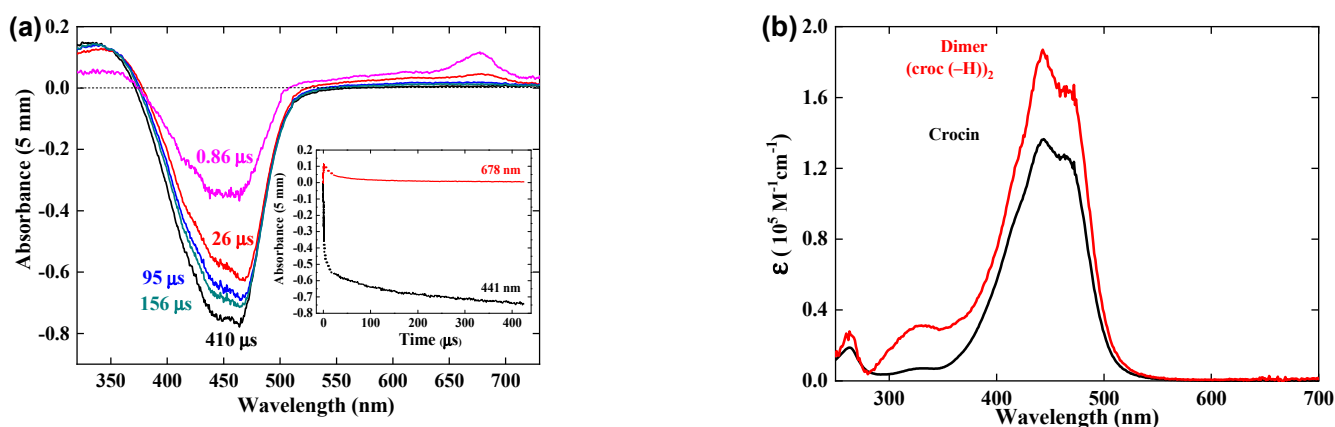 (a)
0.2
0.0
-0.2
-0.4
-0.6
-0.8
Absorbance (5 mm)
0.86 µs
26 µs
95 µs
156 µs
410 µs
0.2
0.1
0.0
-0.1
-0.2
-0.3
-0.4
-0.5
-0.6
-0.7
-0.8
Absorbance (5 mm)
678 nm
441 nm
0 100 200 300 400
Time (µs)
350 400 450 500 550 600 650 700
Wavelength (nm)
(b)
2.0
1.6
1.2
0.8
0.4
0.0
ε ( 10⁵ M⁻¹cm⁻¹)
Dimer
(croc (–H))₂
Crocin
300 400 500 600 700
Wavelength (nm)